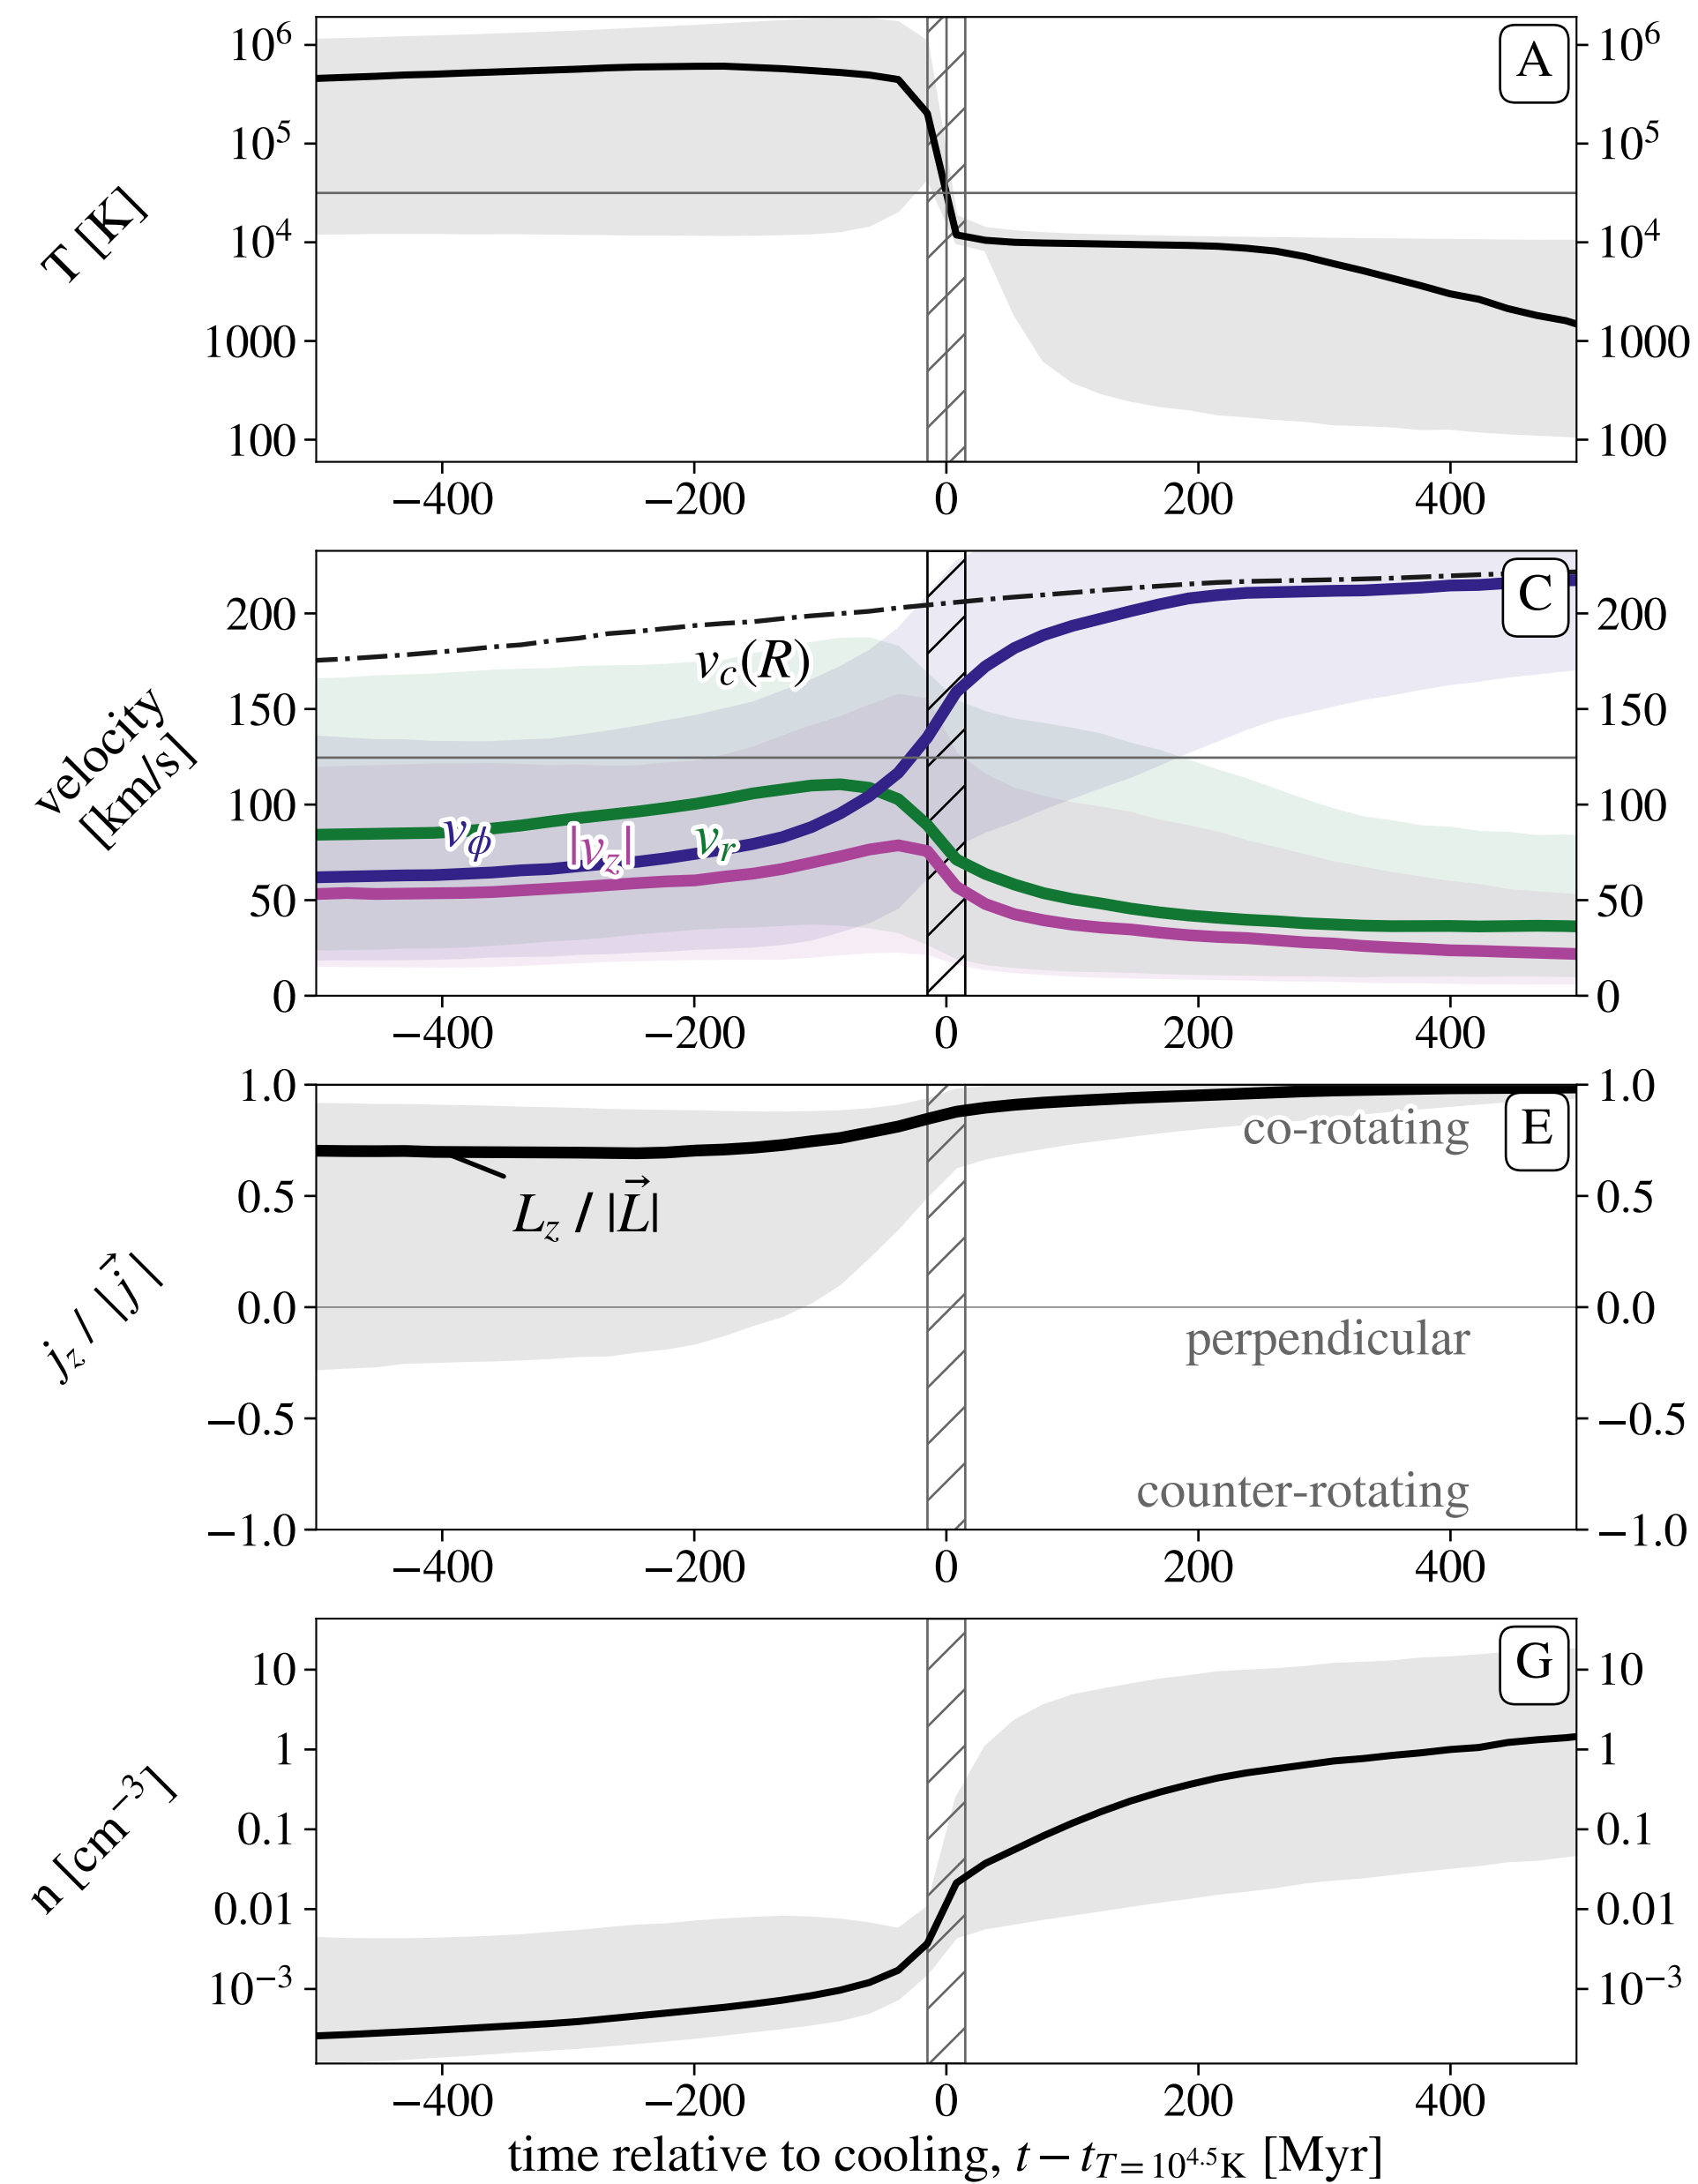 A
T [K]
10⁶ 10⁶
10⁵ 10⁵
10⁴ 10⁴
1000 1000
100 100
−400 −200 0 200 400
C
velocity
[km/s]
v_c(R)
v_ϕ |v_z| v_r
200 200
150 150
100 100
50 50
0 0
−400 −200 0 200 400
E
j_z / |j⃗|
1.0 1.0
co-rotating
0.5 0.5
L_z / |L⃗|
0.0 0.0
perpendicular
−0.5 −0.5
counter-rotating
−1.0 −1.0
−400 −200 0 200 400
G
n [cm⁻³]
10 10
1 1
0.1 0.1
0.01 0.01
10⁻³ 10⁻³
−400 −200 0 200 400
time relative to cooling, t − t_{T = 10^{4.5}K} [Myr]